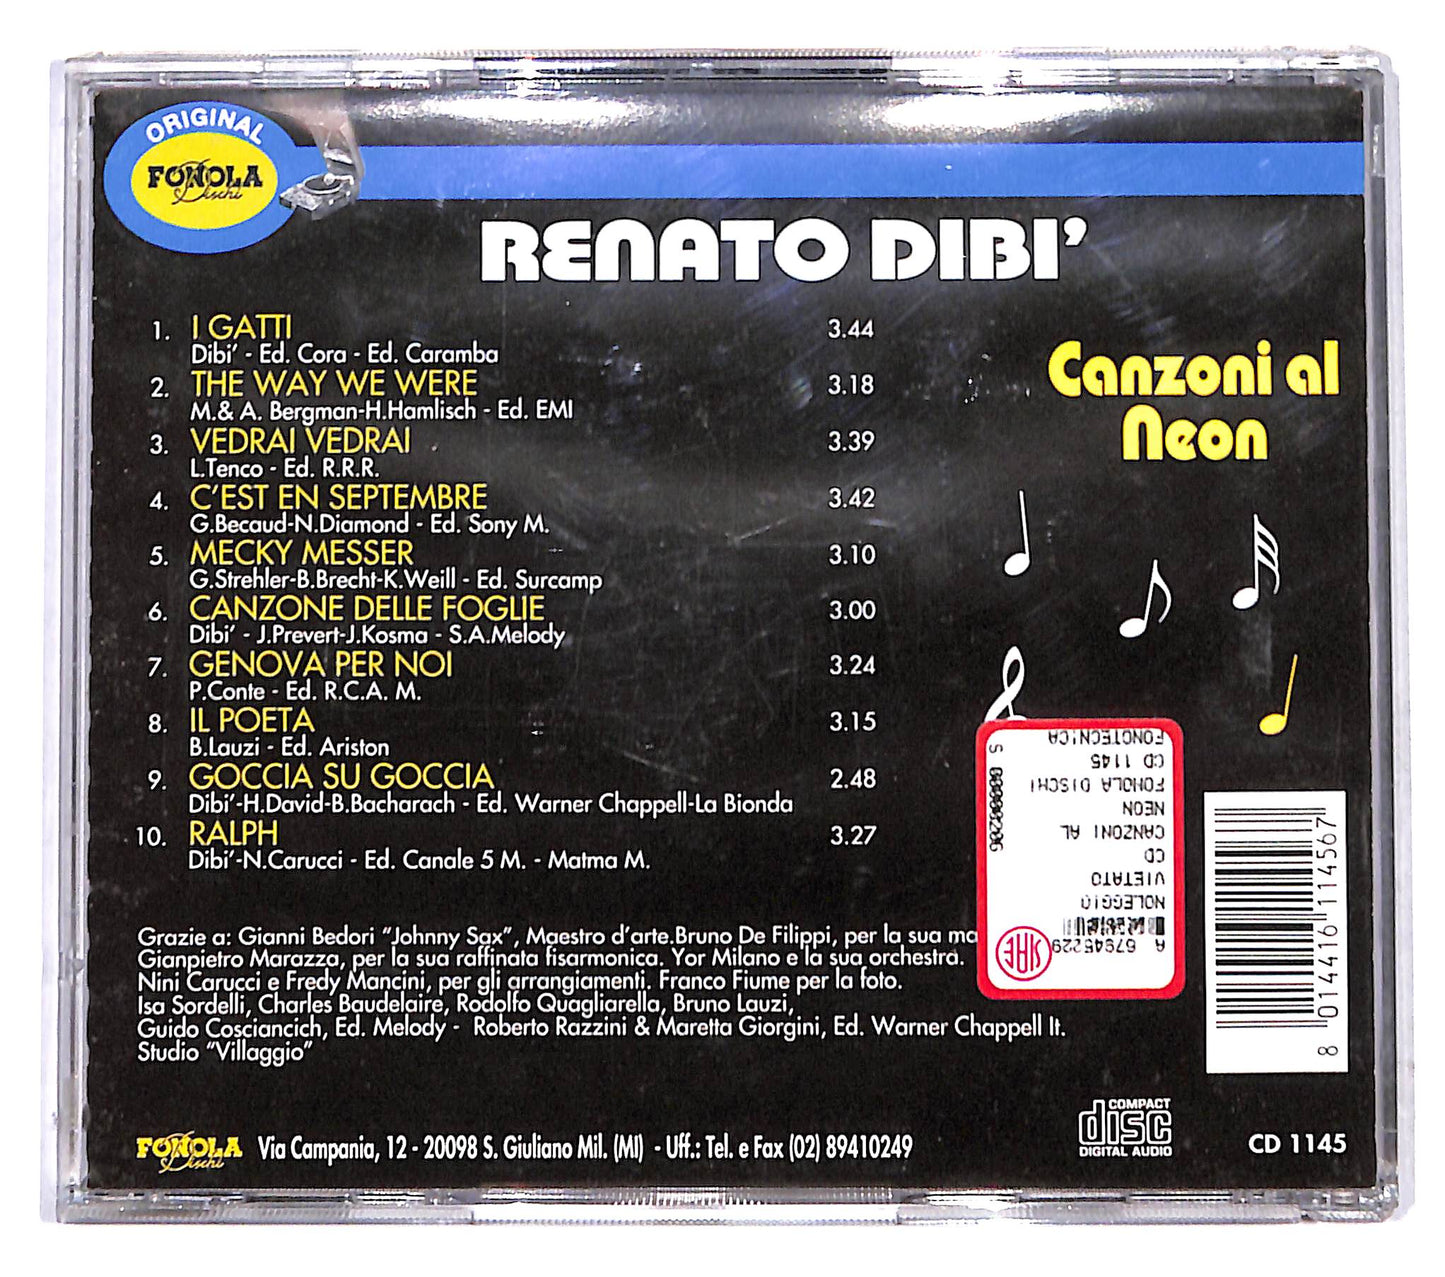 ORIGINAL
FONOLA
Dischi
RENATO DIBI'
Canzoni al
Neon
1. I GATTI 3.44
Dibi' - Ed. Cora - Ed. Caramba
2. THE WAY WE WERE 3.18
M.& A. Bergman-H.Hamlisch - Ed. EMI
3. VEDRAI VEDRAI 3.39
L.Tenco - Ed. R.R.R.
4. C'EST EN SEPTEMBRE 3.42
G.Becaud-N.Diamond - Ed. Sony M.
5. MECKY MESSER 3.10
G.Strehler-B.Brecht-K.Weill - Ed. Surcamp
6. CANZONE DELLE FOGLIE 3.00
Dibi' - J.Prevert-J.Kosma - S.A.Melody
7. GENOVA PER NOI 3.24
P.Conte - Ed. R.C.A. M.
8. IL POETA 3.15
B.Lauzi - Ed. Ariston
9. GOCCIA SU GOCCIA 2.48
Dibi'-H.David-B.Bacharach - Ed. Warner Chappell-La Bionda
10. RALPH 3.27
Dibi'-N.Carucci - Ed. Canale 5 M. - Matma M.
Grazie a: Gianni Bedori "Johnny Sax", Maestro d'arte.Bruno De Filippi, per la sua ma
Gianpietro Marazza, per la sua raffinata fisarmonica. Yor Milano e la sua orchestra.
Nini Carucci e Fredy Mancini, per gli arrangiamenti. Franco Fiume per la foto.
Isa Sordelli, Charles Baudelaire, Rodolfo Quagliarella, Bruno Lauzi,
Guido Cosciancich, Ed. Melody - Roberto Razzini & Maretta Giorgini, Ed. Warner Chappell It.
Studio "Villaggio"
A 67845229
NOLEGGIO
VIETATO
CD
CANZONI AL
NEON
FONOLA DISCHI
CD 1145
FONOTECNICA
S 000000206
SIAE
8 014416 114567
FONOLA
Dischi
Via Campania, 12 - 20098 S. Giuliano Mil. (MI) - Uff.: Tel. e Fax (02) 89410249
COMPACT
disc
DIGITAL AUDIO
CD 1145